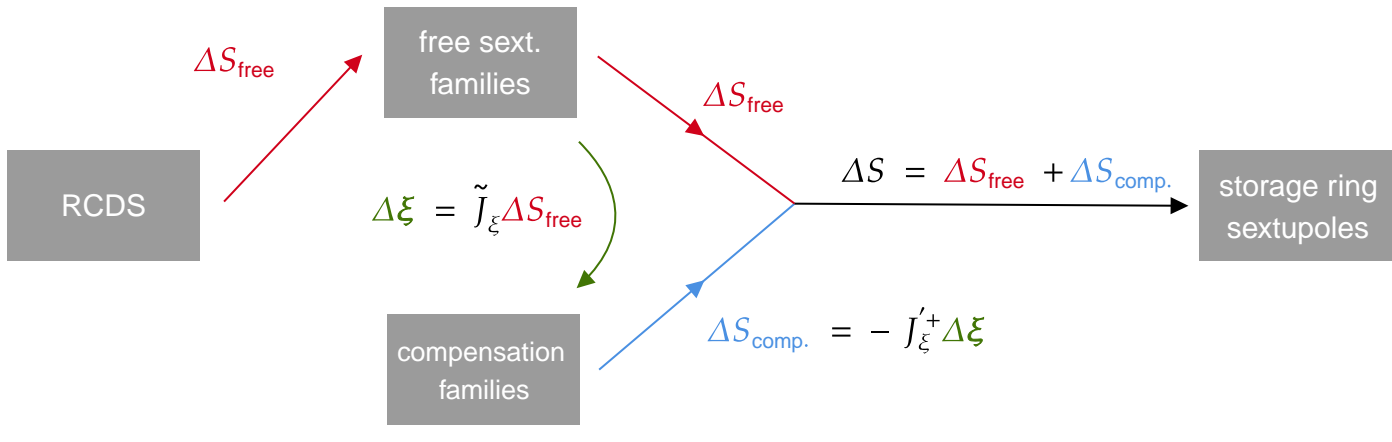 ΔS_free
free sext.
families
ΔS_free
RCDS
Δξ = J̃_ξ ΔS_free
ΔS = ΔS_free + ΔS_comp.
storage ring
sextupoles
compensation
families
ΔS_comp. = − J_ξ^'+ Δξ